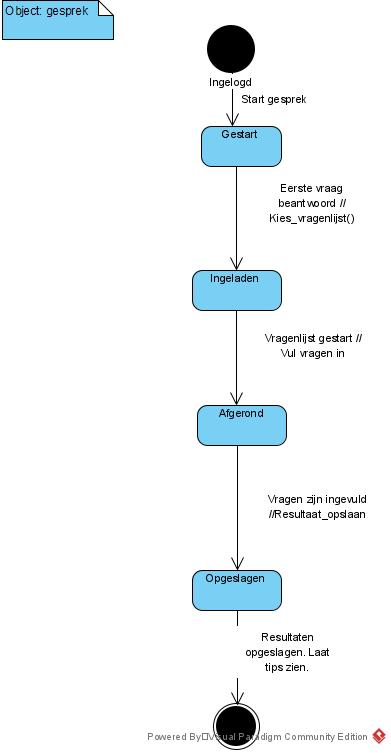 Object: gesprek
Ingelogd
Start gesprek
Gestart
Eerste vraag
beantwoord //
Kies_vragenlijst()
Ingeladen
Vragenlijst gestart //
Vul vragen in
Afgerond
Vragen zijn ingevuld
//Resultaat_opslaan
Opgeslagen
Resultaten
opgeslagen. Laat
tips zien.
Powered By Visual Paradigm Community Edition